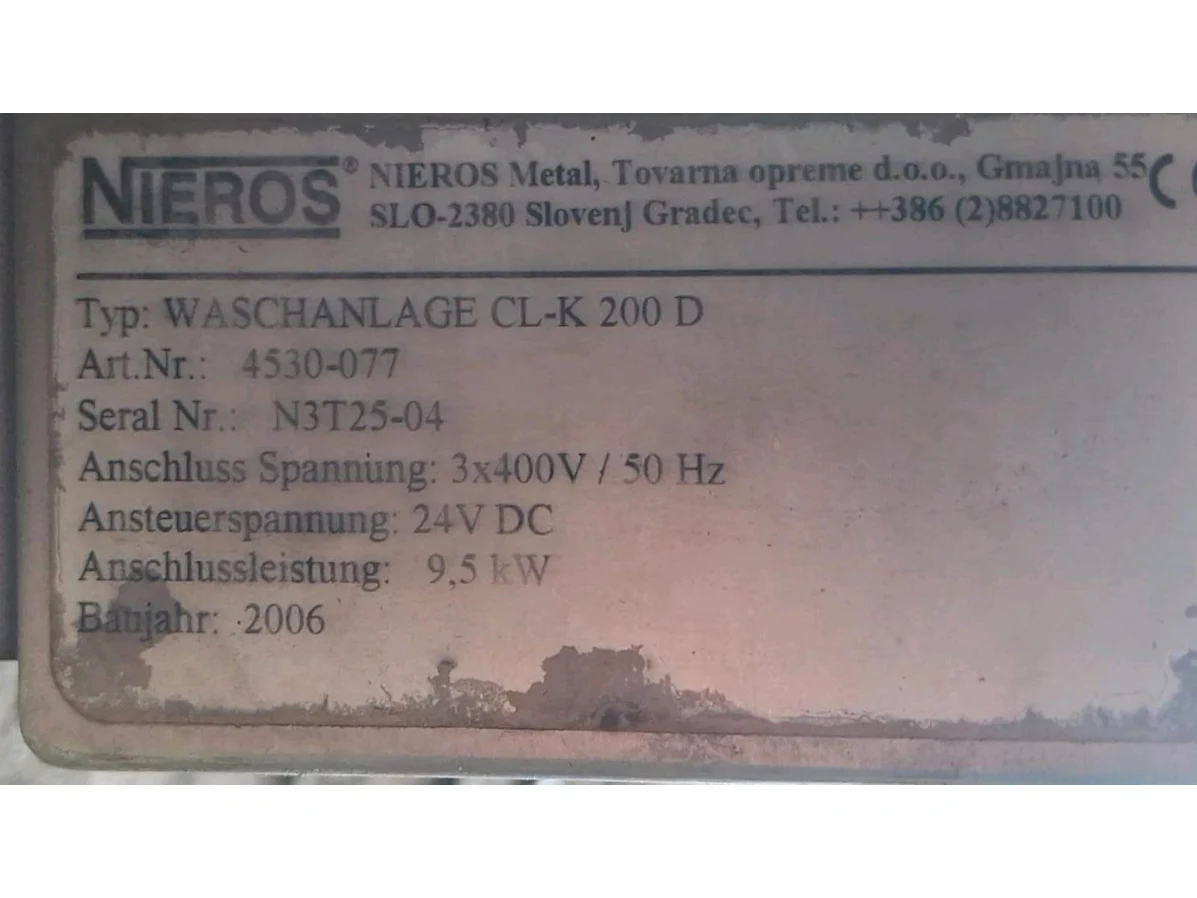 NIEROS® NIEROS Metal, Tovarna opreme d.o.o., Gmajna 55
SLO-2380 Slovenj Gradec, Tel.: ++386 (2)8827100
Typ: WASCHANLAGE CL-K 200 D
Art.Nr.: 4530-077
Seral Nr.: N3T25-04
Anschluss Spannung: 3x400V / 50 Hz
Ansteuerspannung: 24V DC
Anschlussleistung: 9,5 kW
Baujahr: 2006